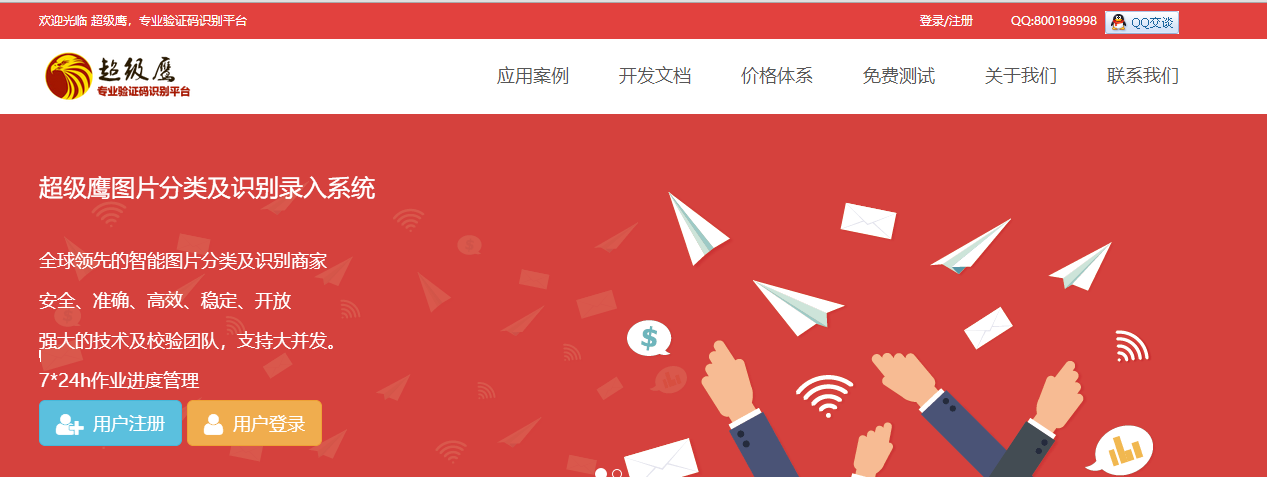 欢迎光临 超级鹰，专业验证码识别平台
登录/注册
QQ:800198998
QQ交谈
超级鹰
专业验证码识别平台
应用案例
开发文档
价格体系
免费测试
关于我们
联系我们
超级鹰图片分类及识别录入系统
全球领先的智能图片分类及识别商家
安全、准确、高效、稳定、开放
强大的技术及校验团队，支持大并发。
7*24h作业进度管理
用户注册
用户登录
$